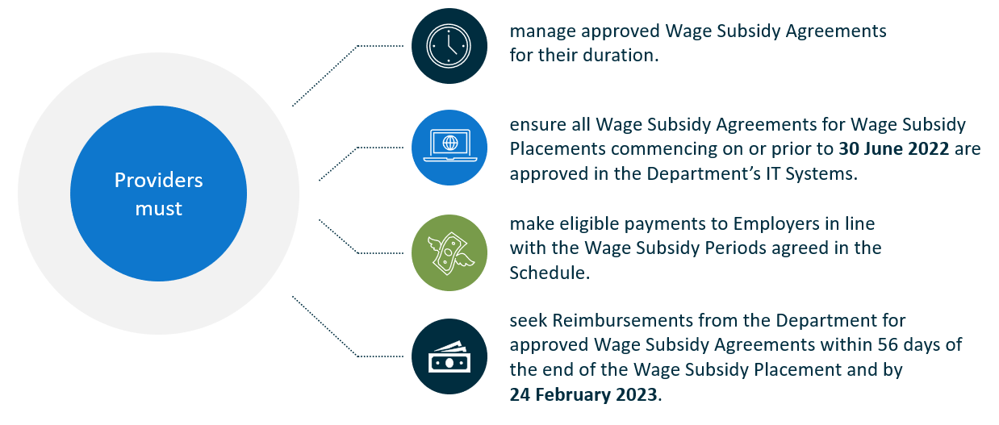 Providers
must
manage approved Wage Subsidy Agreements
for their duration.
ensure all Wage Subsidy Agreements for Wage Subsidy
Placements commencing on or prior to 30 June 2022 are
approved in the Department’s IT Systems.
make eligible payments to Employers in line
with the Wage Subsidy Periods agreed in the
Schedule.
seek Reimbursements from the Department for
approved Wage Subsidy Agreements within 56 days of
the end of the Wage Subsidy Placement and by
24 February 2023.